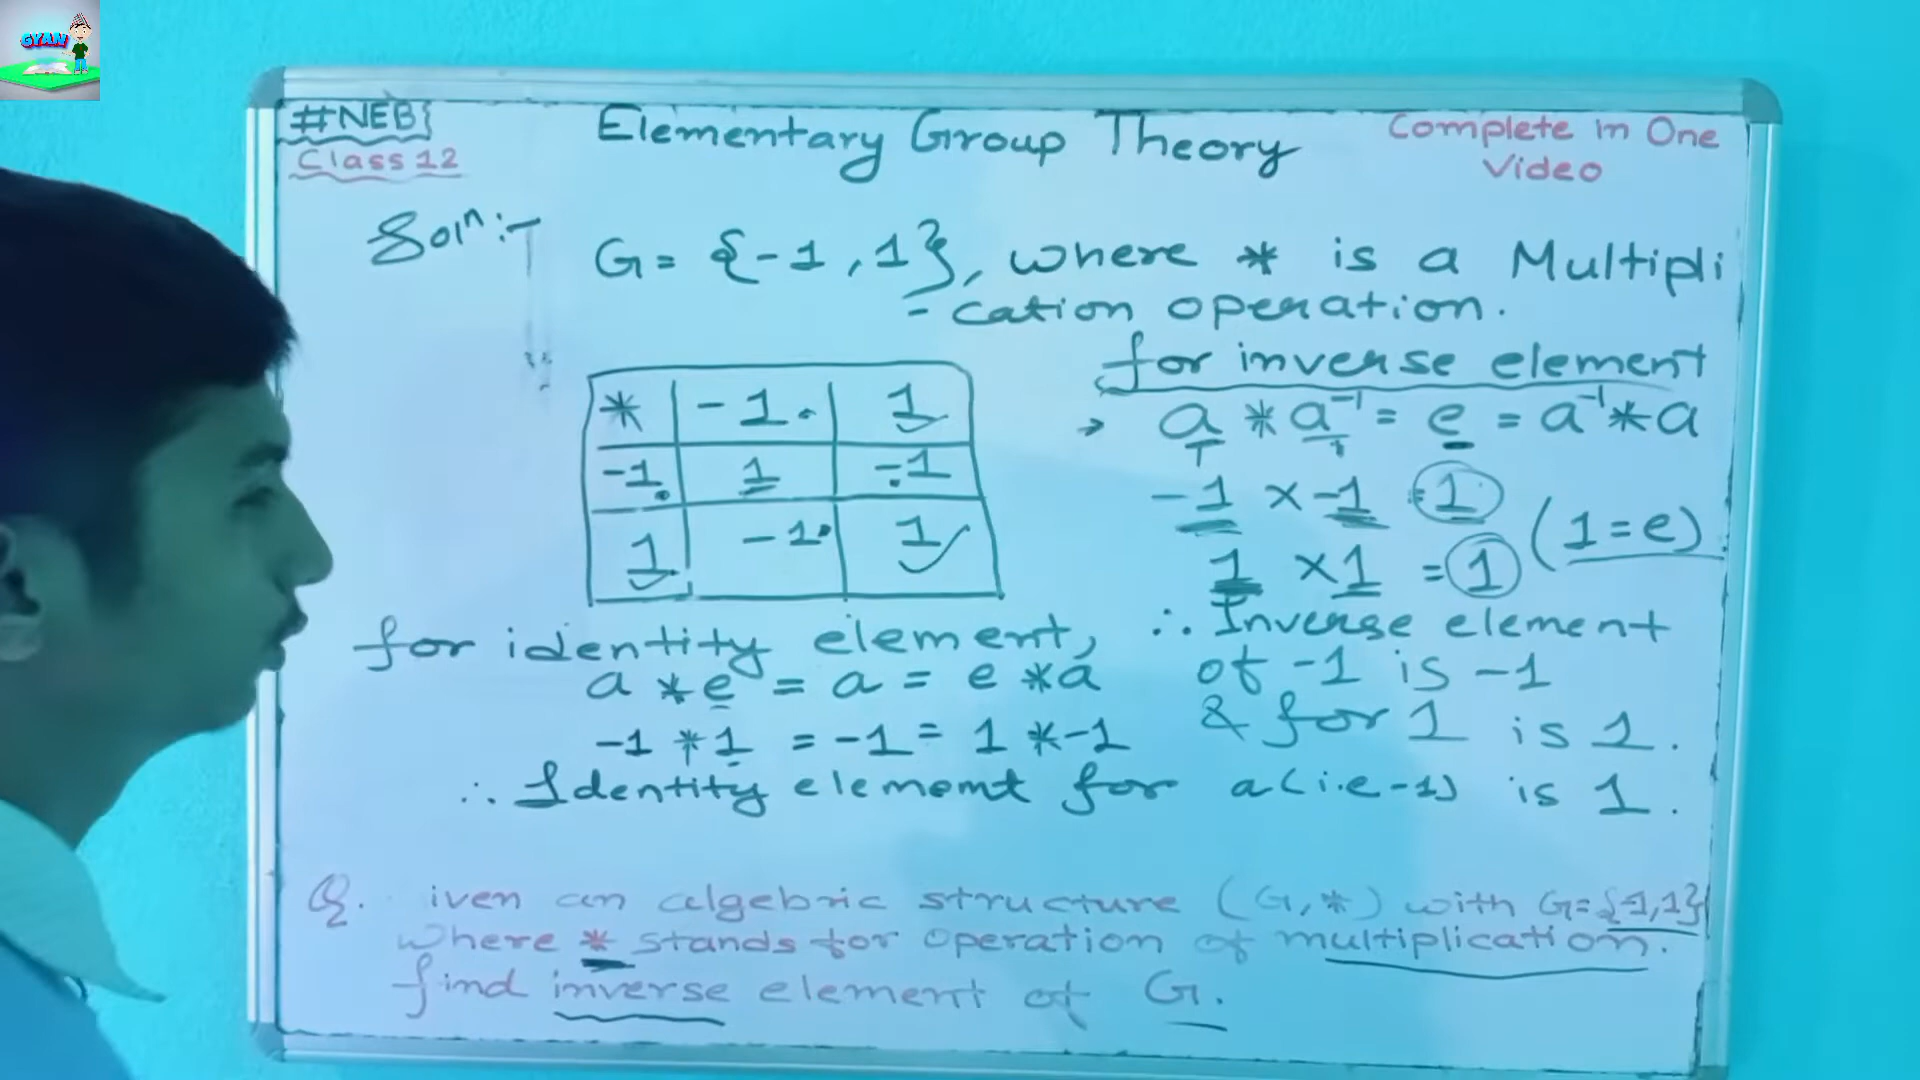 GYAN
#NEB}
Class 12
Elementary Group Theory
Complete in One
Video
Soln:-
G = {-1, 1}, where * is a Multipli
- cation operation.
* -1 1
-1 1 -1
1 -1 1
for inverse element
→ a * a⁻¹ = e = a⁻¹ * a
-1 × -1 = 1
1 × 1 = 1 (1=e)
for identity element,
a * e = a = e * a
-1 * 1 = -1 = 1 * -1
∴ Inverse element
of -1 is -1
& for 1 is 1.
∴ Identity elememt for a (i.e -1) is 1.
Q. iven an algebric structure (G, *) with G={-1,1}
where * stands for operation of multiplication.
find inverse element of G.